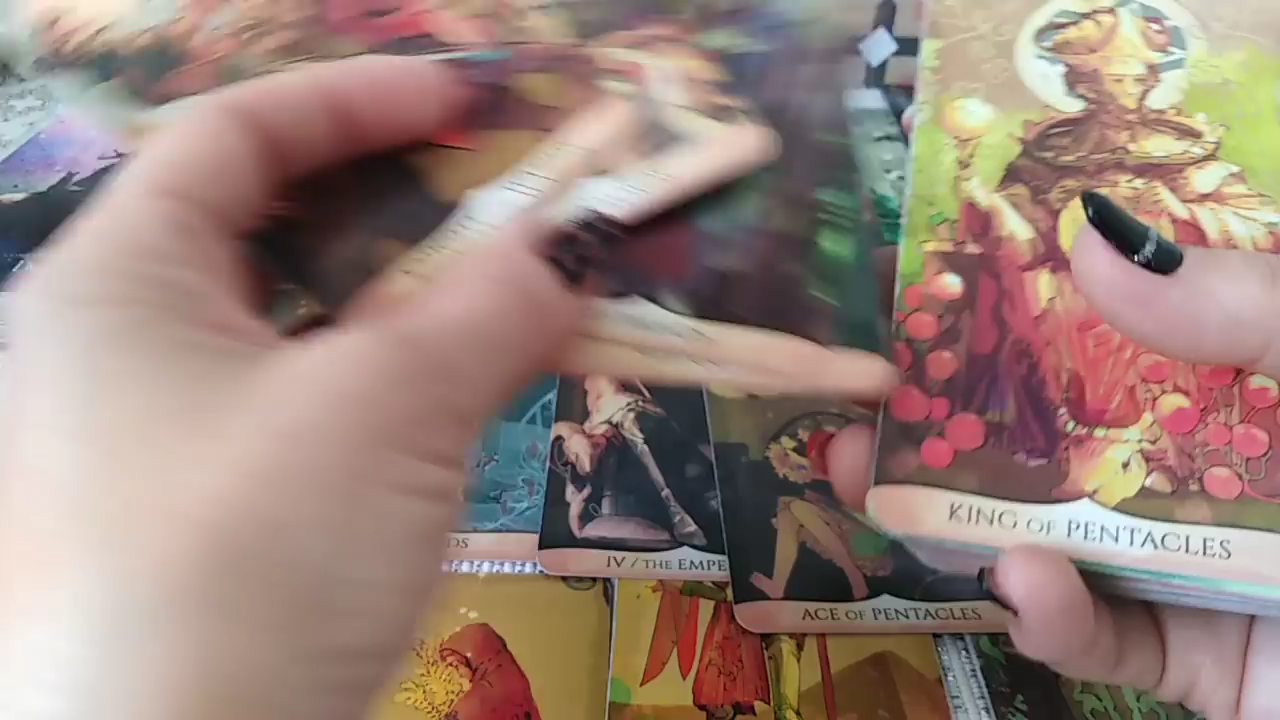 KING OF PENTACLES
DS
IV / THE EMPE
ACE OF PENTACLES